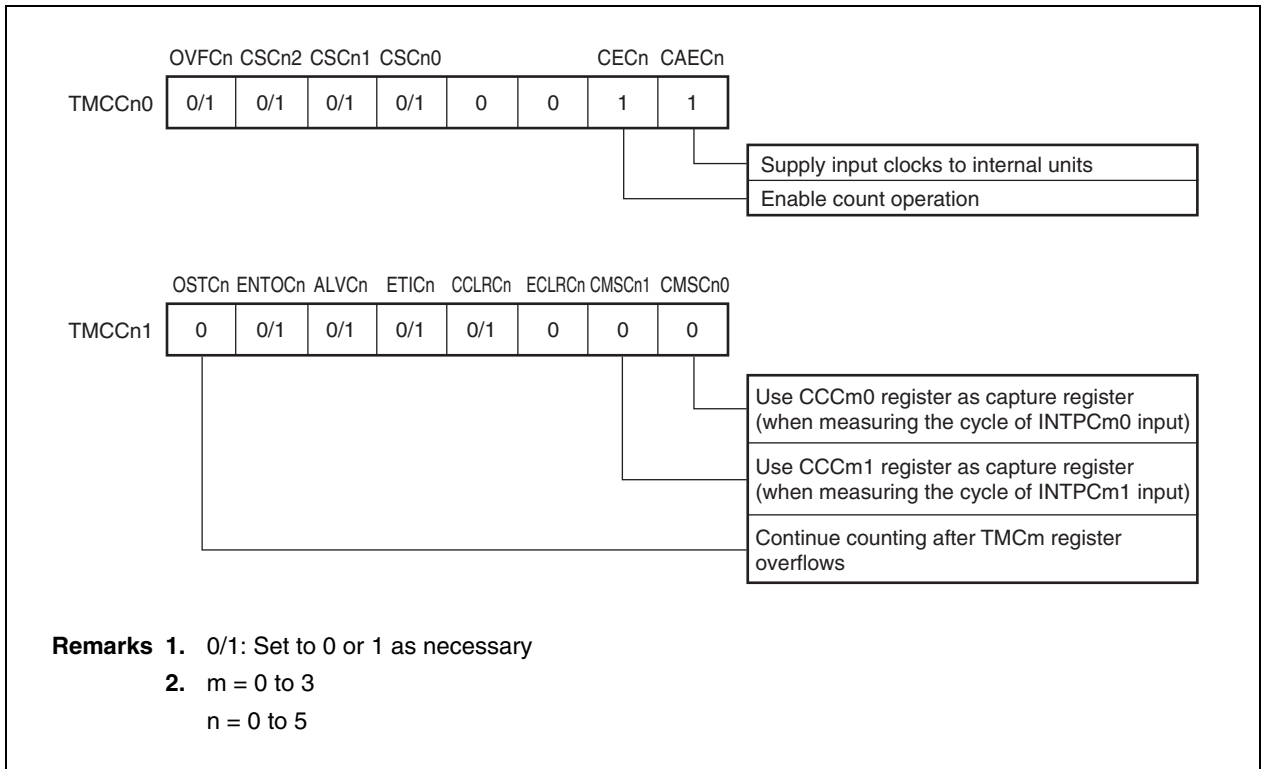 OVFCn CSCn2 CSCn1 CSCn0 CECn CAECn
TMCCn0 0/1 0/1 0/1 0/1 0 0 1 1
Supply input clocks to internal units
Enable count operation
OSTCn ENTOCn ALVCn ETICn CCLRCn ECLRCn CMSCn1 CMSCn0
TMCCn1 0 0/1 0/1 0/1 0/1 0 0 0
Use CCCm0 register as capture register
(when measuring the cycle of INTPCm0 input)
Use CCCm1 register as capture register
(when measuring the cycle of INTPCm1 input)
Continue counting after TMCm register
overflows
Remarks 1. 0/1: Set to 0 or 1 as necessary
2. m = 0 to 3
n = 0 to 5